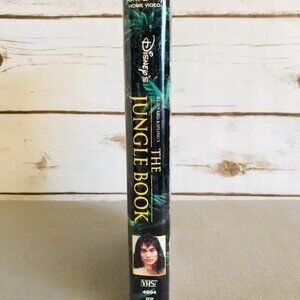 HOME VIDEO
Disney's
RUDYARD KIPLING'S
THE
JUNGLE BOOK
VHS
4604